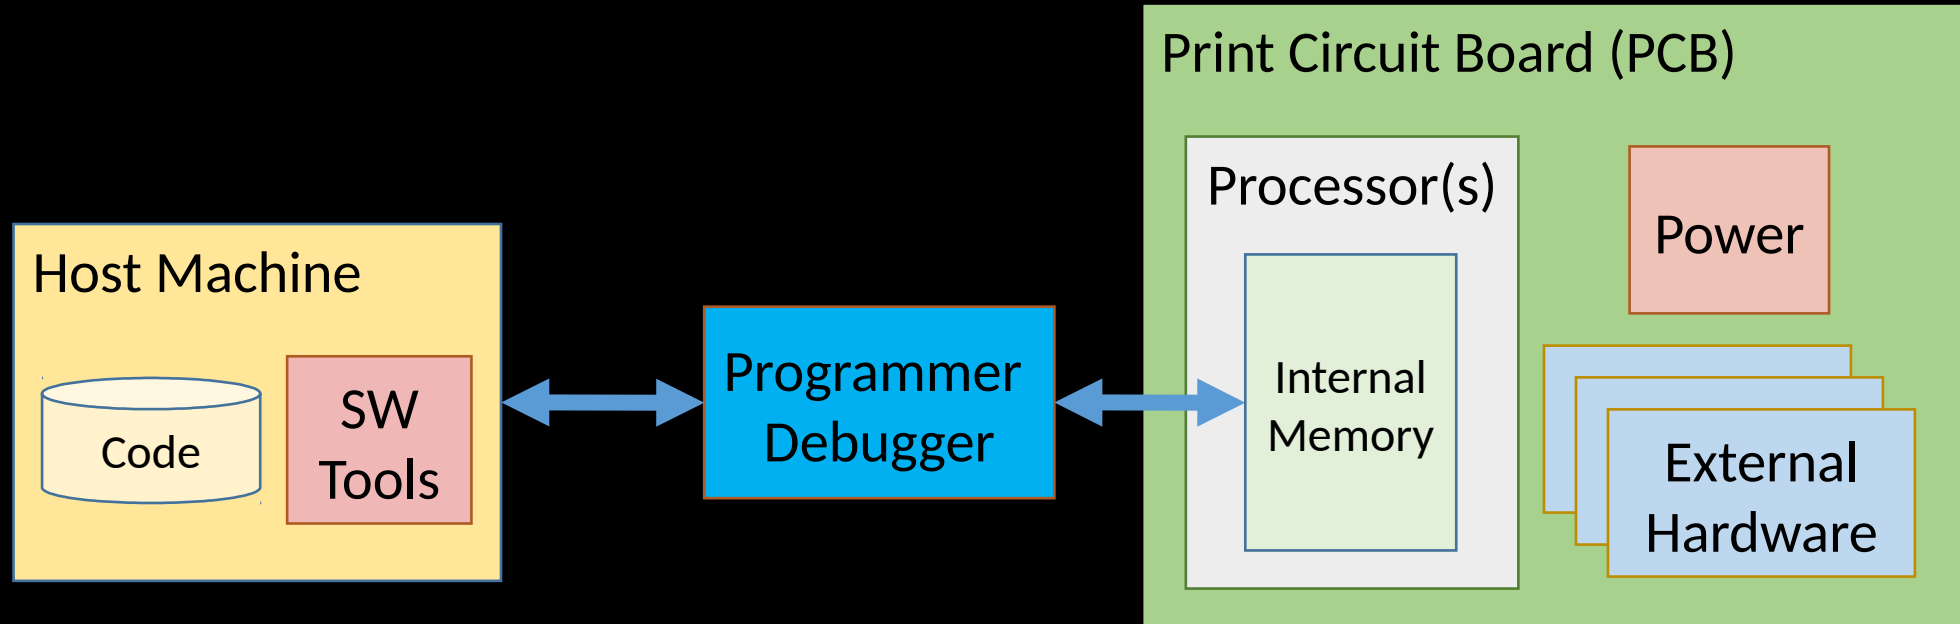 Print Circuit Board (PCB)
Processor(s)
Power
Host Machine
Code
SW
Tools
Programmer
Debugger
Internal
Memory
External
Hardware